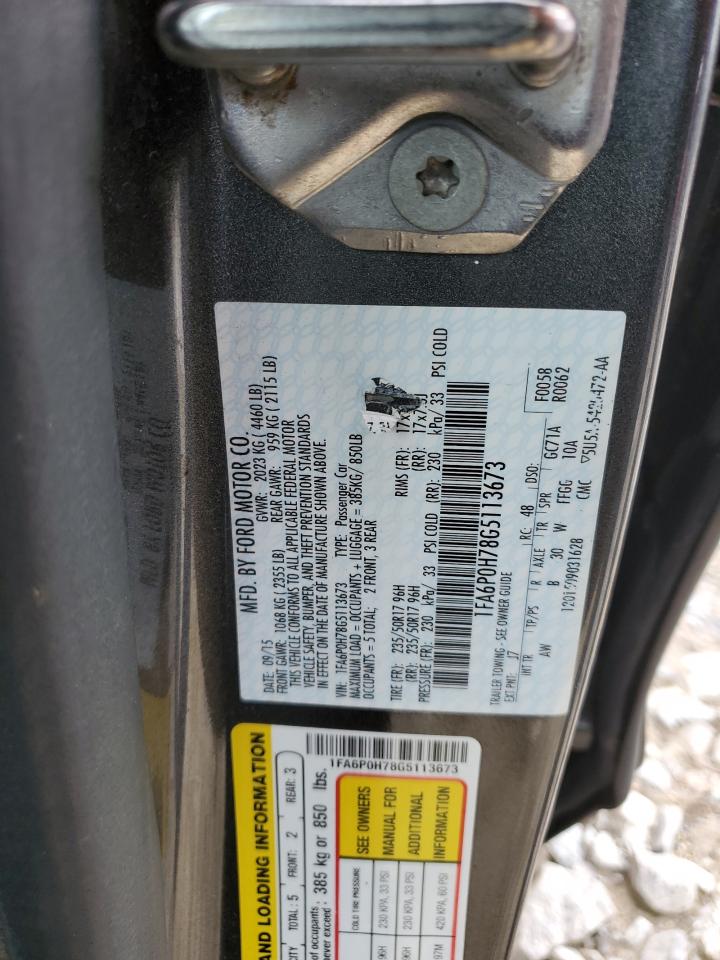 MFD. BY FORD MOTOR CO.
DATE: 09/15 GVWR: 2023 KG ( 4460 LB)
FRONT GAWR: 1068 KG ( 2355 LB) REAR GAWR: 959 KG ( 2115 LB)
THIS VEHICLE CONFORMS TO ALL APPLICABLE FEDERAL MOTOR
VEHICLE SAFETY, BUMPER, AND THEFT PREVENTION STANDARDS
IN EFFECT ON THE DATE OF MANUFACTURE SHOWN ABOVE.
VIN: 1FA6P0H78G5113673 TYPE: Passenger Car
MAXIMUM LOAD = OCCUPANTS + LUGGAGE = 385KG/ 850LB
OCCUPANTS = 5 TOTAL; 2 FRONT, 3 REAR
TIRE (FR): 235/50R17 96H RIMS (FR): 17x
(RR): 235/50R17 96H (RR): 17x7.5J
PRESSURE (FR): 230 kPa/ 33 PSI COLD (RR): 230 kPa/ 33 PSI COLD
1FA6P0H78G5113673
TRAILER TOWING - SEE OWNER GUIDE
EXT PNT: J7 RC: 48 DSO: F005B
R0062
INT TR TP/PS R AXLE TR SPR GC71A
AW B 30 W FFGG 10A
CMC
AND LOADING INFORMATION
CITY TOTAL : 5 FRONT: 2 REAR: 3
of occupants
never exceed : 385 kg or 850 lbs.
1FA6P0H78G5113673
COLD TIRE PRESSURE SEE OWNERS
96H 230 KPA, 33 PSI MANUAL FOR
96H 230 KPA, 33 PSI ADDITIONAL
97M 420 KPA, 60 PSI INFORMATION